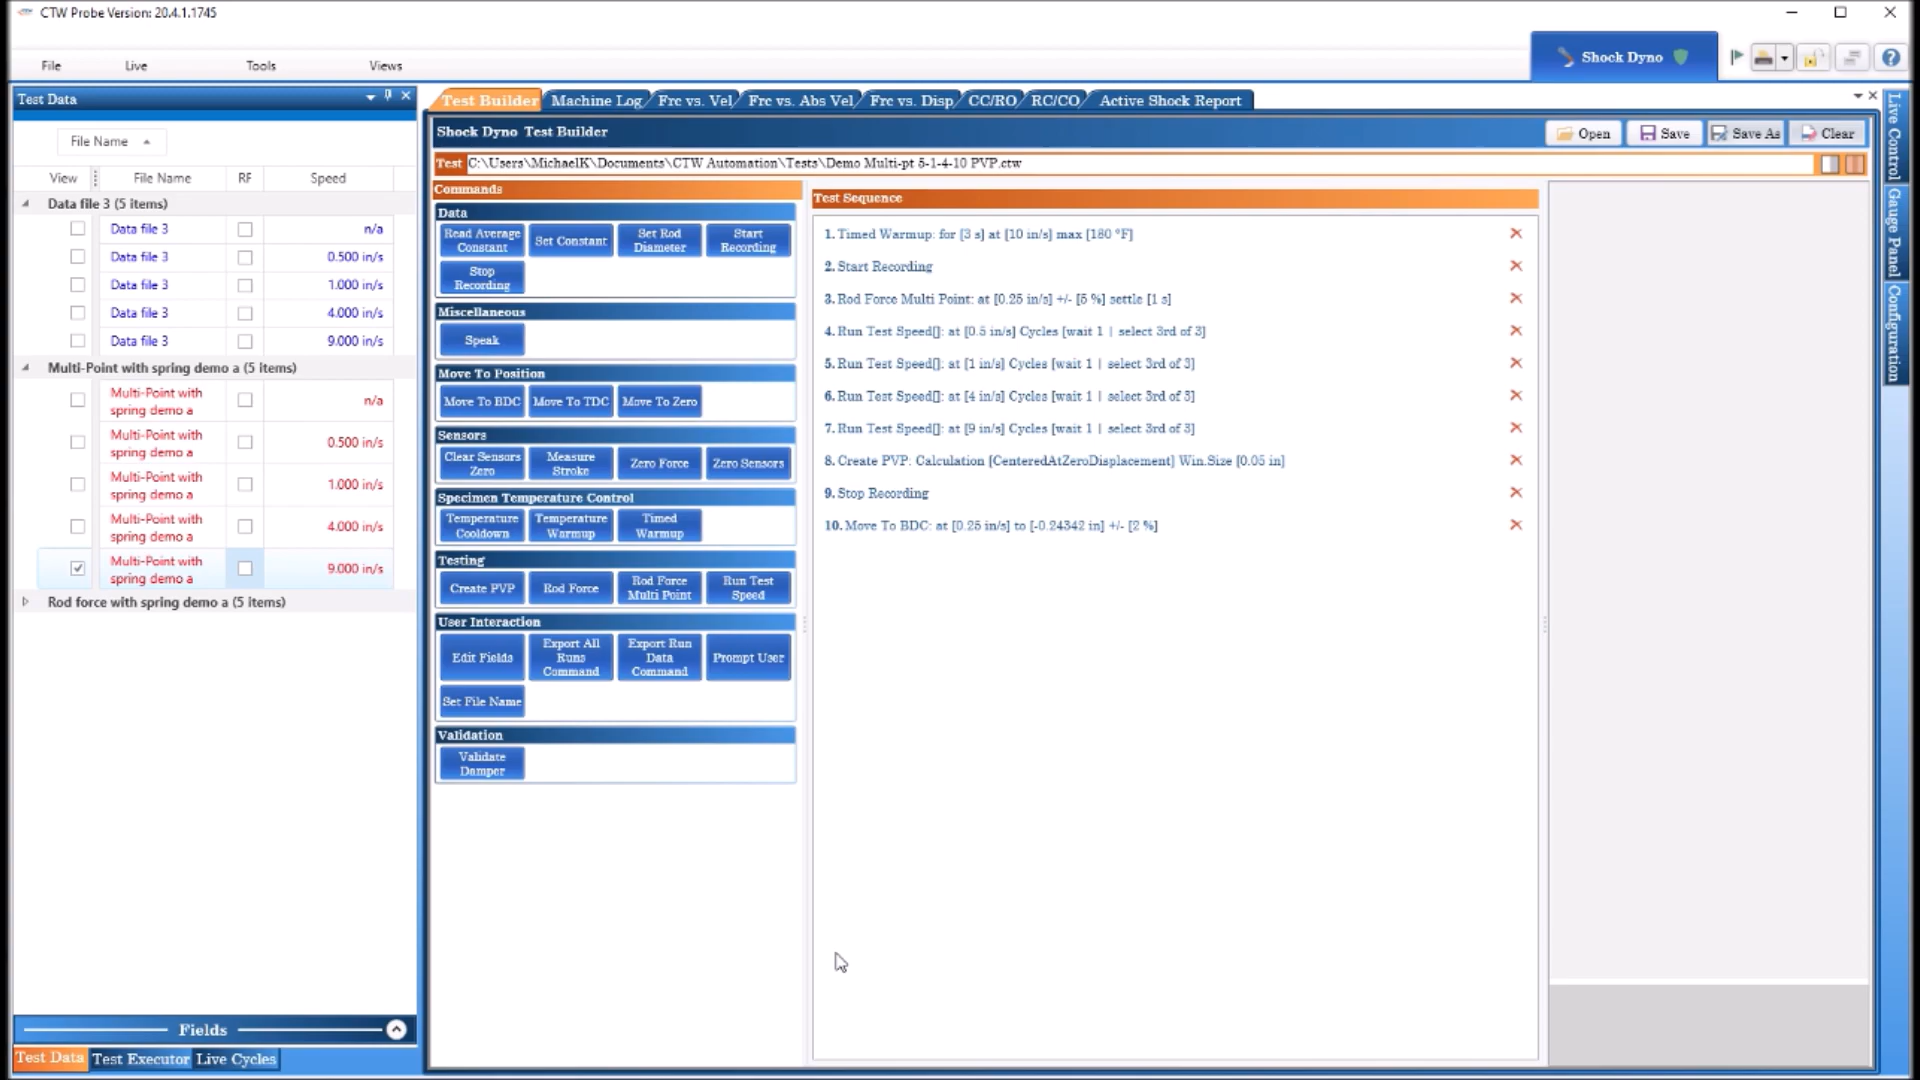 CTW Probe Version: 20.4.1.1745
File
Live
Tools
Views
Shock Dyno
Test Data
File Name
View
File Name
RF
Speed
Data file 3 (5 items)
Data file 3
n/a
Data file 3
0.500 in/s
Data file 3
1.000 in/s
Data file 3
4.000 in/s
Data file 3
9.000 in/s
Multi-Point with spring demo a (5 items)
Multi-Point with
spring demo a
n/a
Multi-Point with
spring demo a
0.500 in/s
Multi-Point with
spring demo a
1.000 in/s
Multi-Point with
spring demo a
4.000 in/s
Multi-Point with
spring demo a
9.000 in/s
Rod force with spring demo a (5 items)
Fields
Test Data
Test Executor
Live Cycles
Test Builder
Machine Log
Frc vs. Vel
Frc vs. Abs Vel
Frc vs. Disp
CC/RO
RC/CO
Active Shock Report
Shock Dyno Test Builder
Open
Save
Save As
Clear
Test C:\Users\MichaelK\Documents\CTW Automation\Tests\Demo Multi-pt 5-1-4-10 PVP.ctw
Commands
Data
Read Average
Constant
Set Constant
Set Rod
Diameter
Start
Recording
Stop
Recording
Miscellaneous
Speak
Move To Position
Move To BDC
Move To TDC
Move To Zero
Sensors
Clear Sensors
Zero
Measure
Stroke
Zero Force
Zero Sensors
Specimen Temperature Control
Temperature
Cooldown
Temperature
Warmup
Timed
Warmup
Testing
Create PVP
Rod Force
Rod Force
Multi Point
Run Test
Speed
User Interaction
Edit Fields
Export All
Runs
Command
Export Run
Data
Command
Prompt User
Set File Name
Validation
Validate
Damper
Test Sequence
1. Timed Warmup: for [3 s] at [10 in/s] max [180 °F]
2. Start Recording
3. Rod Force Multi Point: at [0.25 in/s] +/- [5 %] settle [1 s]
4. Run Test Speed[]: at [0.5 in/s] Cycles [wait 1 | select 3rd of 3]
5. Run Test Speed[]: at [1 in/s] Cycles [wait 1 | select 3rd of 3]
6. Run Test Speed[]: at [4 in/s] Cycles [wait 1 | select 3rd of 3]
7. Run Test Speed[]: at [9 in/s] Cycles [wait 1 | select 3rd of 3]
8. Create PVP: Calculation [CenteredAtZeroDisplacement] Win.Size [0.05 in]
9. Stop Recording
10. Move To BDC: at [0.25 in/s] to [-0.24342 in] +/- [2 %]
Live Control
Gauge Panel
Configuration